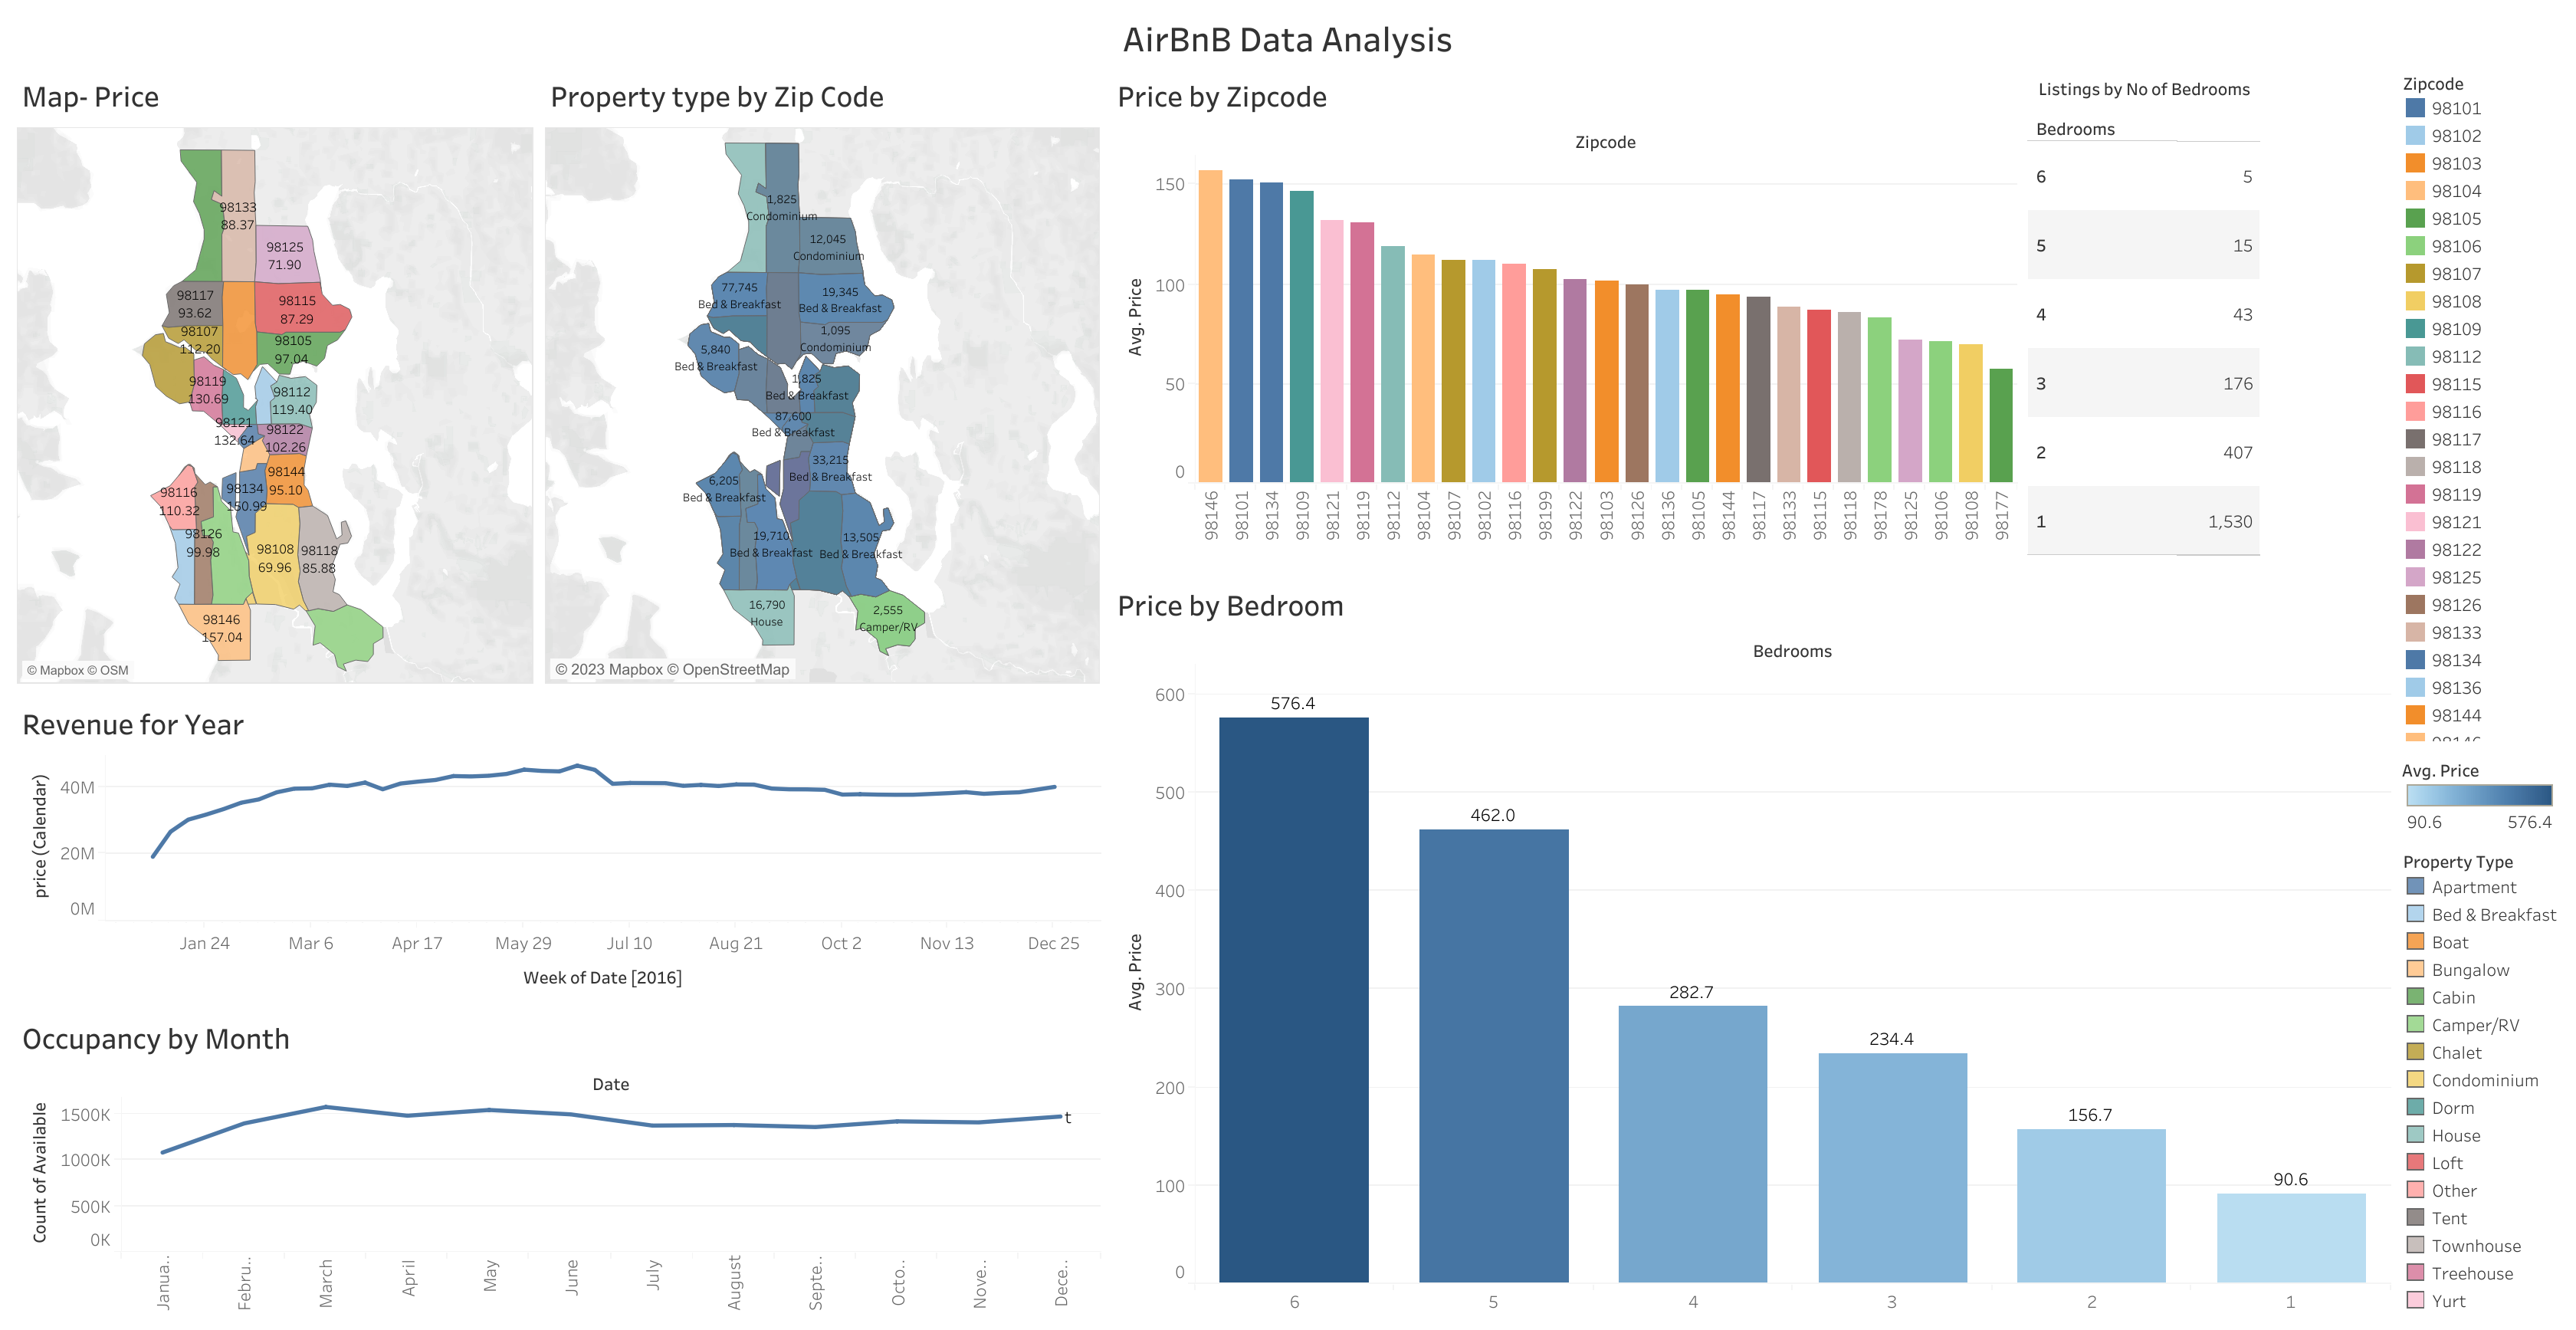 AirBnB Data Analysis
Map- Price
98133
88.37
98125
71.90
98117
93.62
98115
87.29
98107
112.20
98105
97.04
98119
130.69
98112
119.40
98121
132.64
98122
102.26
98144
95.10
98116
110.32
98134
150.99
98126
99.98
98108
69.96
98118
85.88
98146
157.04
© Mapbox © OSM
Property type by Zip Code
1,825
Condominium
12,045
Condominium
77,745
Bed & Breakfast
19,345
Bed & Breakfast
1,095
Condominium
5,840
Bed & Breakfast
1,825
Bed & Breakfast
87,600
Bed & Breakfast
33,215
Bed & Breakfast
6,205
Bed & Breakfast
19,710
Bed & Breakfast
13,505
Bed & Breakfast
16,790
House
2,555
Camper/RV
© 2023 Mapbox © OpenStreetMap
Price by Zipcode
Zipcode
Avg. Price
150
100
50
0
98146
98101
98134
98109
98121
98119
98112
98104
98107
98102
98116
98199
98122
98103
98126
98136
98105
98144
98117
98133
98115
98118
98178
98125
98106
98108
98177
Listings by No of Bedrooms
Bedrooms
6 5
5 15
4 43
3 176
2 407
1 1,530
Zipcode
98101
98102
98103
98104
98105
98106
98107
98108
98109
98112
98115
98116
98117
98118
98119
98121
98122
98125
98126
98133
98134
98136
98144
98146
Avg. Price
90.6 576.4
Property Type
Apartment
Bed & Breakfast
Boat
Bungalow
Cabin
Camper/RV
Chalet
Condominium
Dorm
House
Loft
Other
Tent
Townhouse
Treehouse
Yurt
Revenue for Year
price (Calendar)
40M
20M
0M
Jan 24 Mar 6 Apr 17 May 29 Jul 10 Aug 21 Oct 2 Nov 13 Dec 25
Week of Date [2016]
Occupancy by Month
Date
Count of Available
1500K
1000K
500K
0K
t
Janua..
Febru..
March
April
May
June
July
August
Septe..
Octo..
Nove..
Dece..
Price by Bedroom
Bedrooms
Avg. Price
600
500
400
300
200
100
0
576.4
462.0
282.7
234.4
156.7
90.6
6 5 4 3 2 1